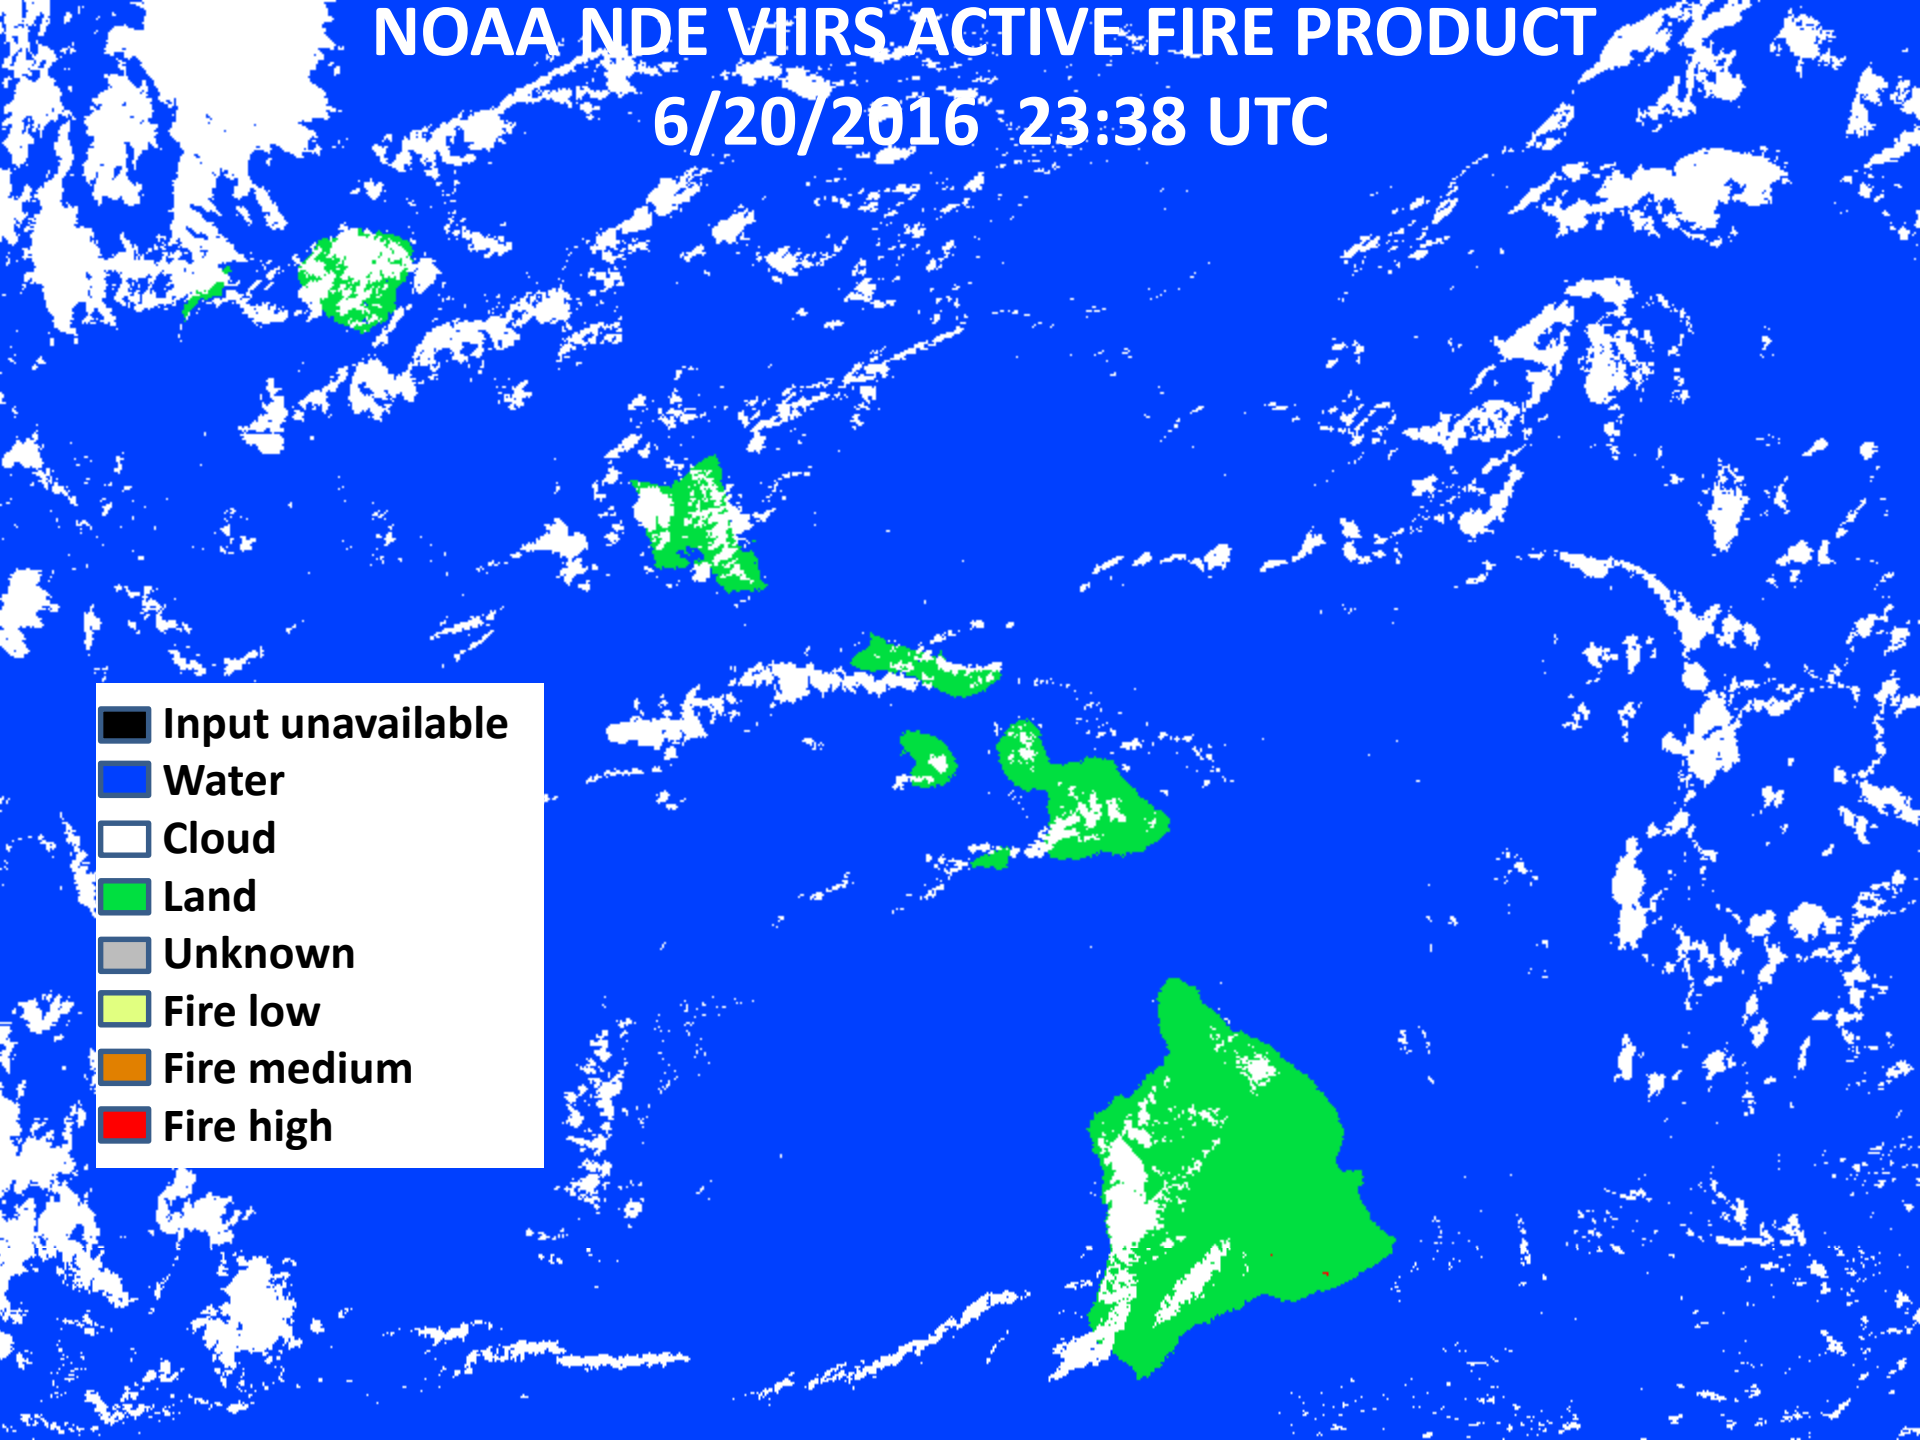 NOAA NDE VIIRS ACTIVE FIRE PRODUCT
6/20/2016 23:38 UTC
Input unavailable
Water
Cloud
Land
Unknown
Fire low
Fire medium
Fire high